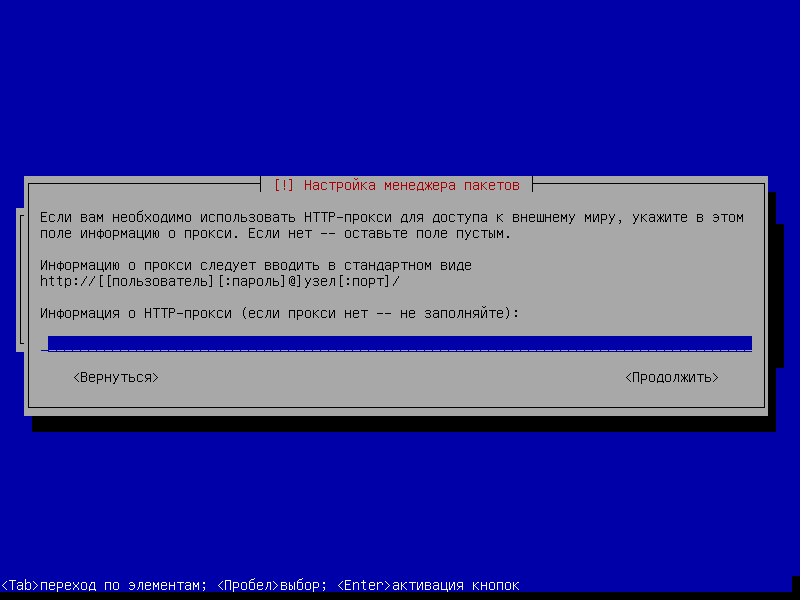 [!] Настройка менеджера пакетов
Если вам необходимо использовать HTTP-прокси для доступа к внешнему миру, укажите в этом
поле информацию о прокси. Если нет -- оставьте поле пустым.
Информацию о прокси следует вводить в стандартном виде
http://[[пользователь][:пароль]@]узел[:порт]/
Информация о HTTP-прокси (если прокси нет -- не заполняйте):
<Вернуться> <Продолжить>
<Tab>переход по элементам; <Пробел>выбор; <Enter>активация кнопок